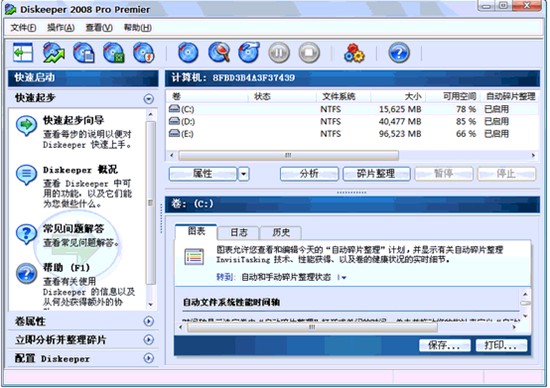 Diskeeper 2008 Pro Premier
文件(F) 操作(A) 查看(V) 帮助(H)
快速启动
快速起步
快速起步向导
查看每步的说明以便对
Diskeeper 快速上手。
Diskeeper 概况
查看 Diskeeper 中可
用的功能，以及它们能
为您做些什么。
常见问题解答
查看常见问题解答。
帮助 (F1)
查看有关使用
Diskeeper 的信息以及
从何处获得额外的协
卷属性
立即分析并整理碎片
配置 Diskeeper
计算机: 8FBD3B4A3F37439
卷 状态 文件系统 大小 可用空间 自动碎片整理
(C:) NTFS 15,625 MB 78 % 已启用
(D:) NTFS 40,477 MB 85 % 已启用
(E:) NTFS 96,523 MB 66 % 已启用
属性 分析 碎片整理 暂停 停止
卷: (C:)
图表 日志 历史
图表允许您查看和编辑今天的“自动碎片整理”计划，并显示有关自动碎片整理
InvisiTasking 技术、性能获得、以及卷的健康状况的实时细节。
转到: 自动和手动碎片整理状态
自动文件系统性能时间轴
保存... 打印...